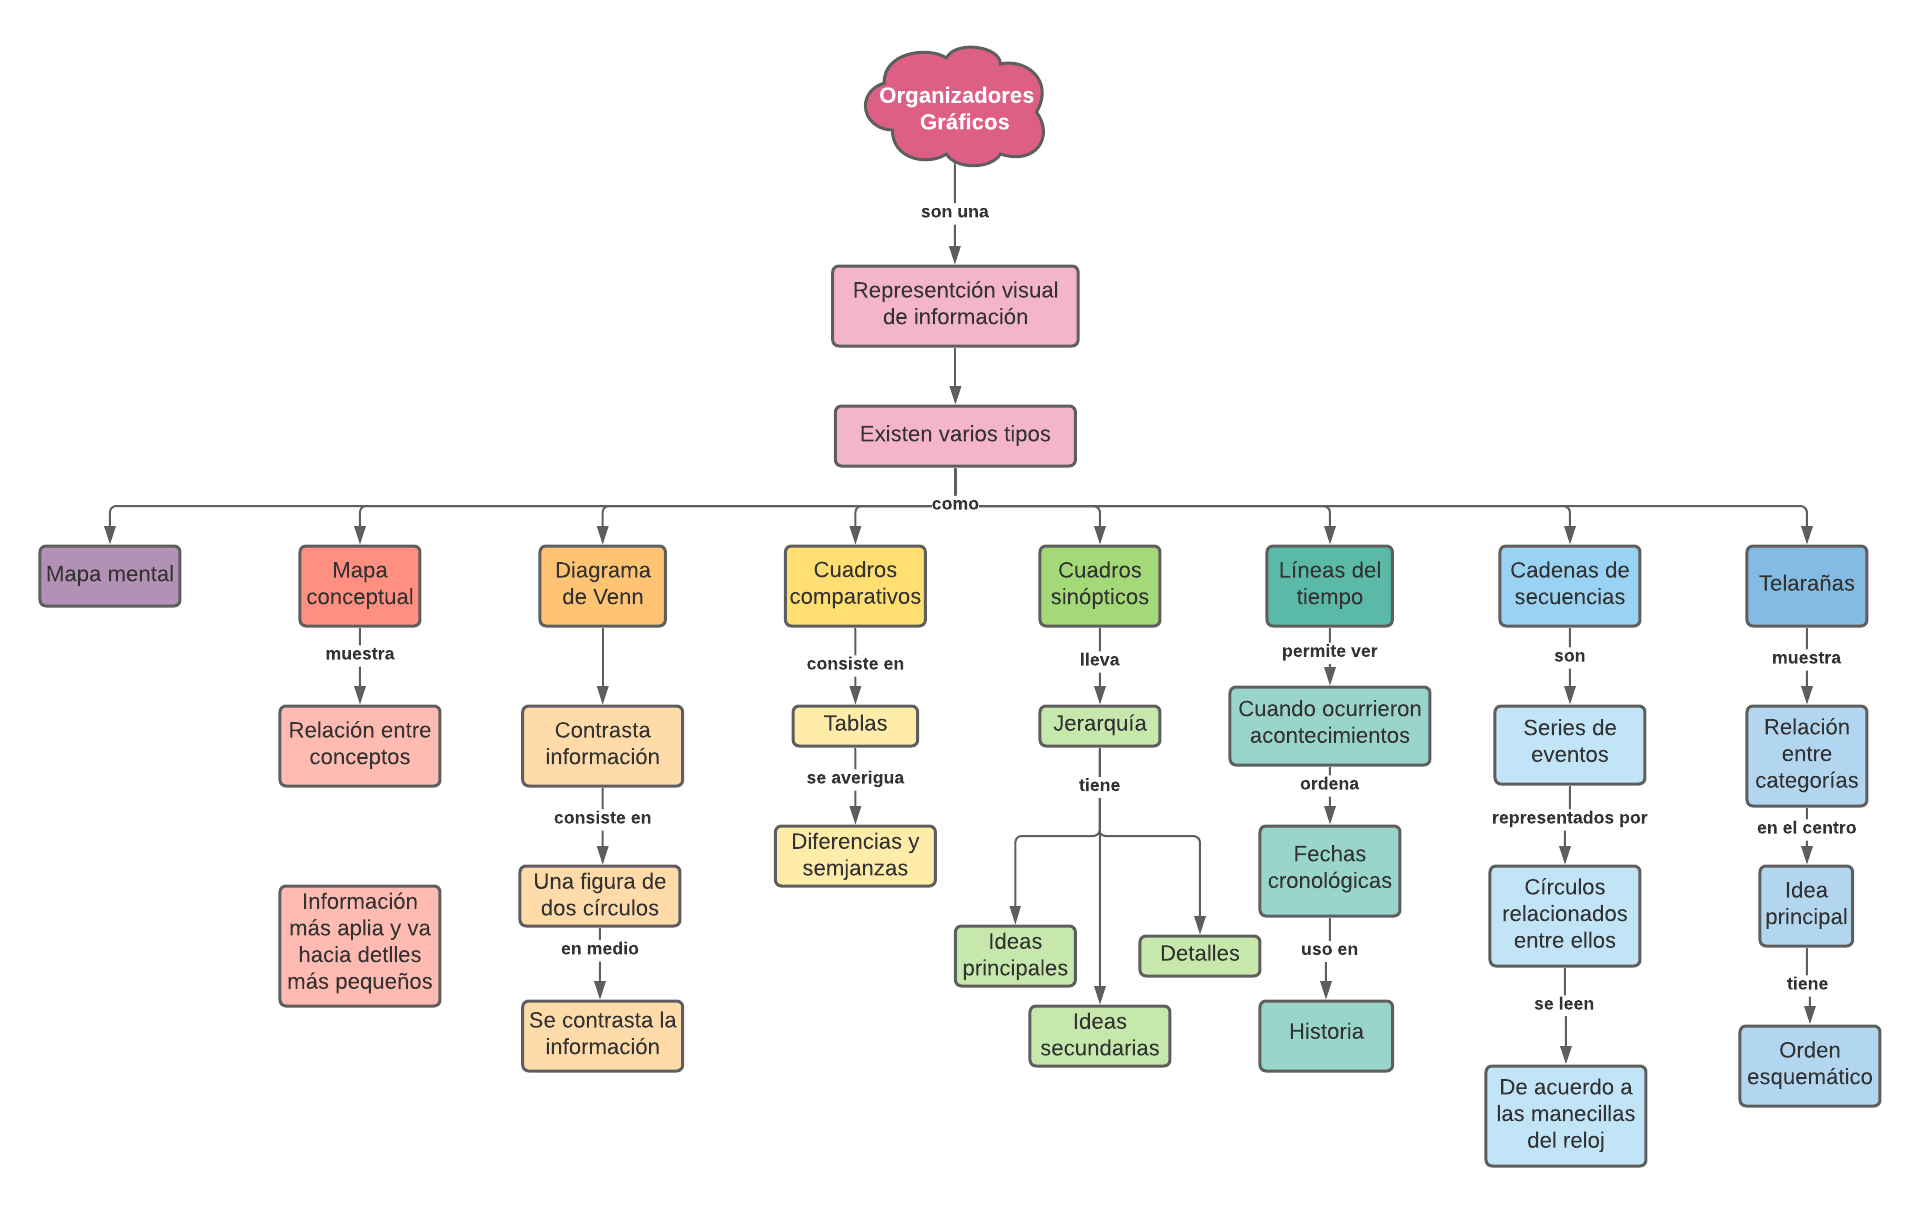 Organizadores
Gráficos
son una
Representción visual
de información
Existen varios tipos
como
Mapa mental
Mapa
conceptual
muestra
Relación entre
conceptos
Información
más aplia y va
hacia detlles
más pequeños
Diagrama
de Venn
Contrasta
información
consiste en
Una figura de
dos círculos
en medio
Se contrasta la
información
Cuadros
comparativos
consiste en
Tablas
se averigua
Diferencias y
semjanzas
Cuadros
sinópticos
lleva
Jerarquía
tiene
Ideas
principales
Ideas
secundarias
Detalles
Líneas del
tiempo
permite ver
Cuando ocurrieron
acontecimientos
ordena
Fechas
cronológicas
uso en
Historia
Cadenas de
secuencias
son
Series de
eventos
representados por
Círculos
relacionados
entre ellos
se leen
De acuerdo a
las manecillas
del reloj
Telarañas
muestra
Relación
entre
categorías
en el centro
Idea
principal
tiene
Orden
esquemático